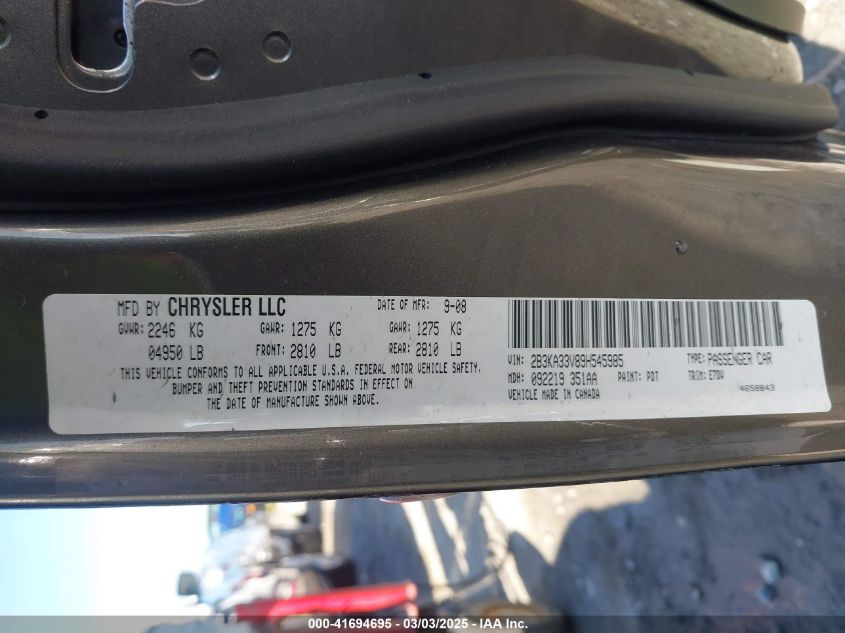 MFD BY CHRYSLER LLC DATE OF MFR: 9-08
GVWR: 2246 KG GAWR: 1275 KG GAWR: 1275 KG
04950 LB FRONT: 2810 LB REAR: 2810 LB
THIS VEHICLE CONFORMS TO ALL APPLICABLE U.S.A. FEDERAL MOTOR VEHICLE SAFETY,
BUMPER AND THEFT PREVENTION STANDARDS IN EFFECT ON
THE DATE OF MANUFACTURE SHOWN ABOVE.
VIN: 2B3KA33V89H545985 TYPE: PASSENGER CAR
MDH: 092219 351AA PAINT: PDT TRIM: E7DV
VEHICLE MADE IN CANADA 4658843
000-41694695 - 03/03/2025 - IAA Inc.